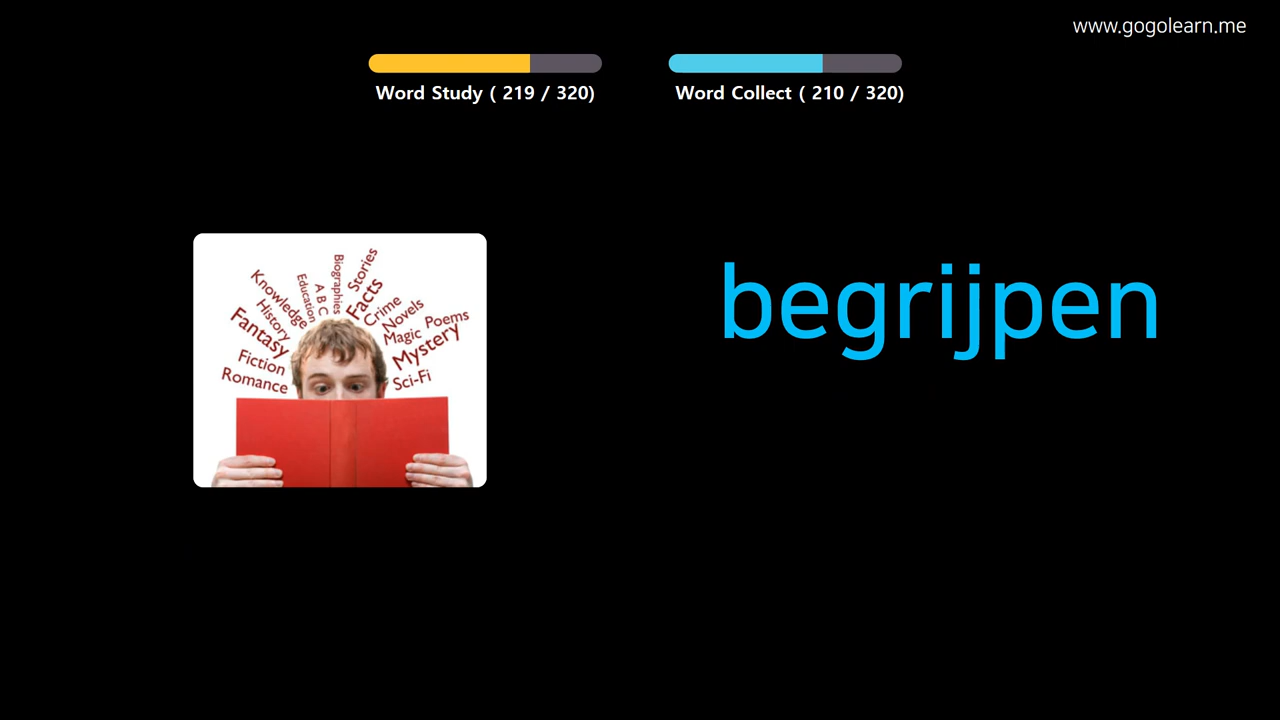 www.gogolearn.me
Word Study ( 219 / 320)
Word Collect ( 210 / 320)
begrijpen
Stories
Biographies
Facts
A B C
Education
Knowledge
Crime
History
Novels
Fantasy
Magic
Poems
Mystery
Fiction
Romance
Sci-Fi